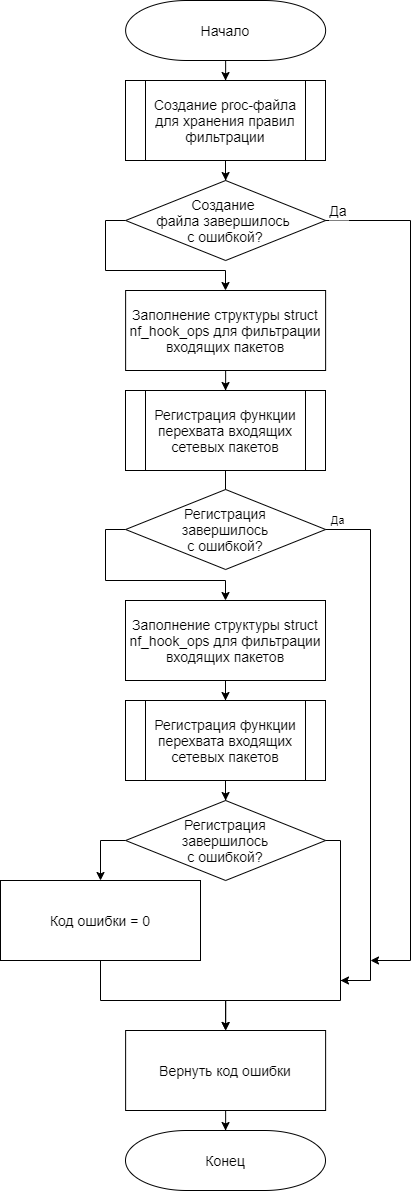 Начало
Создание proc-файла
для хранения правил
фильтрации
Создание
файла завершилось
с ошибкой?
Да
Заполнение структуры struct
nf_hook_ops для фильтрации
входящих пакетов
Регистрация функции
перехвата входящих
сетевых пакетов
Регистрация
завершилось
с ошибкой?
Да
Заполнение структуры struct
nf_hook_ops для фильтрации
входящих пакетов
Регистрация функции
перехвата входящих
сетевых пакетов
Регистрация
завершилось
с ошибкой?
Код ошибки = 0
Вернуть код ошибки
Конец